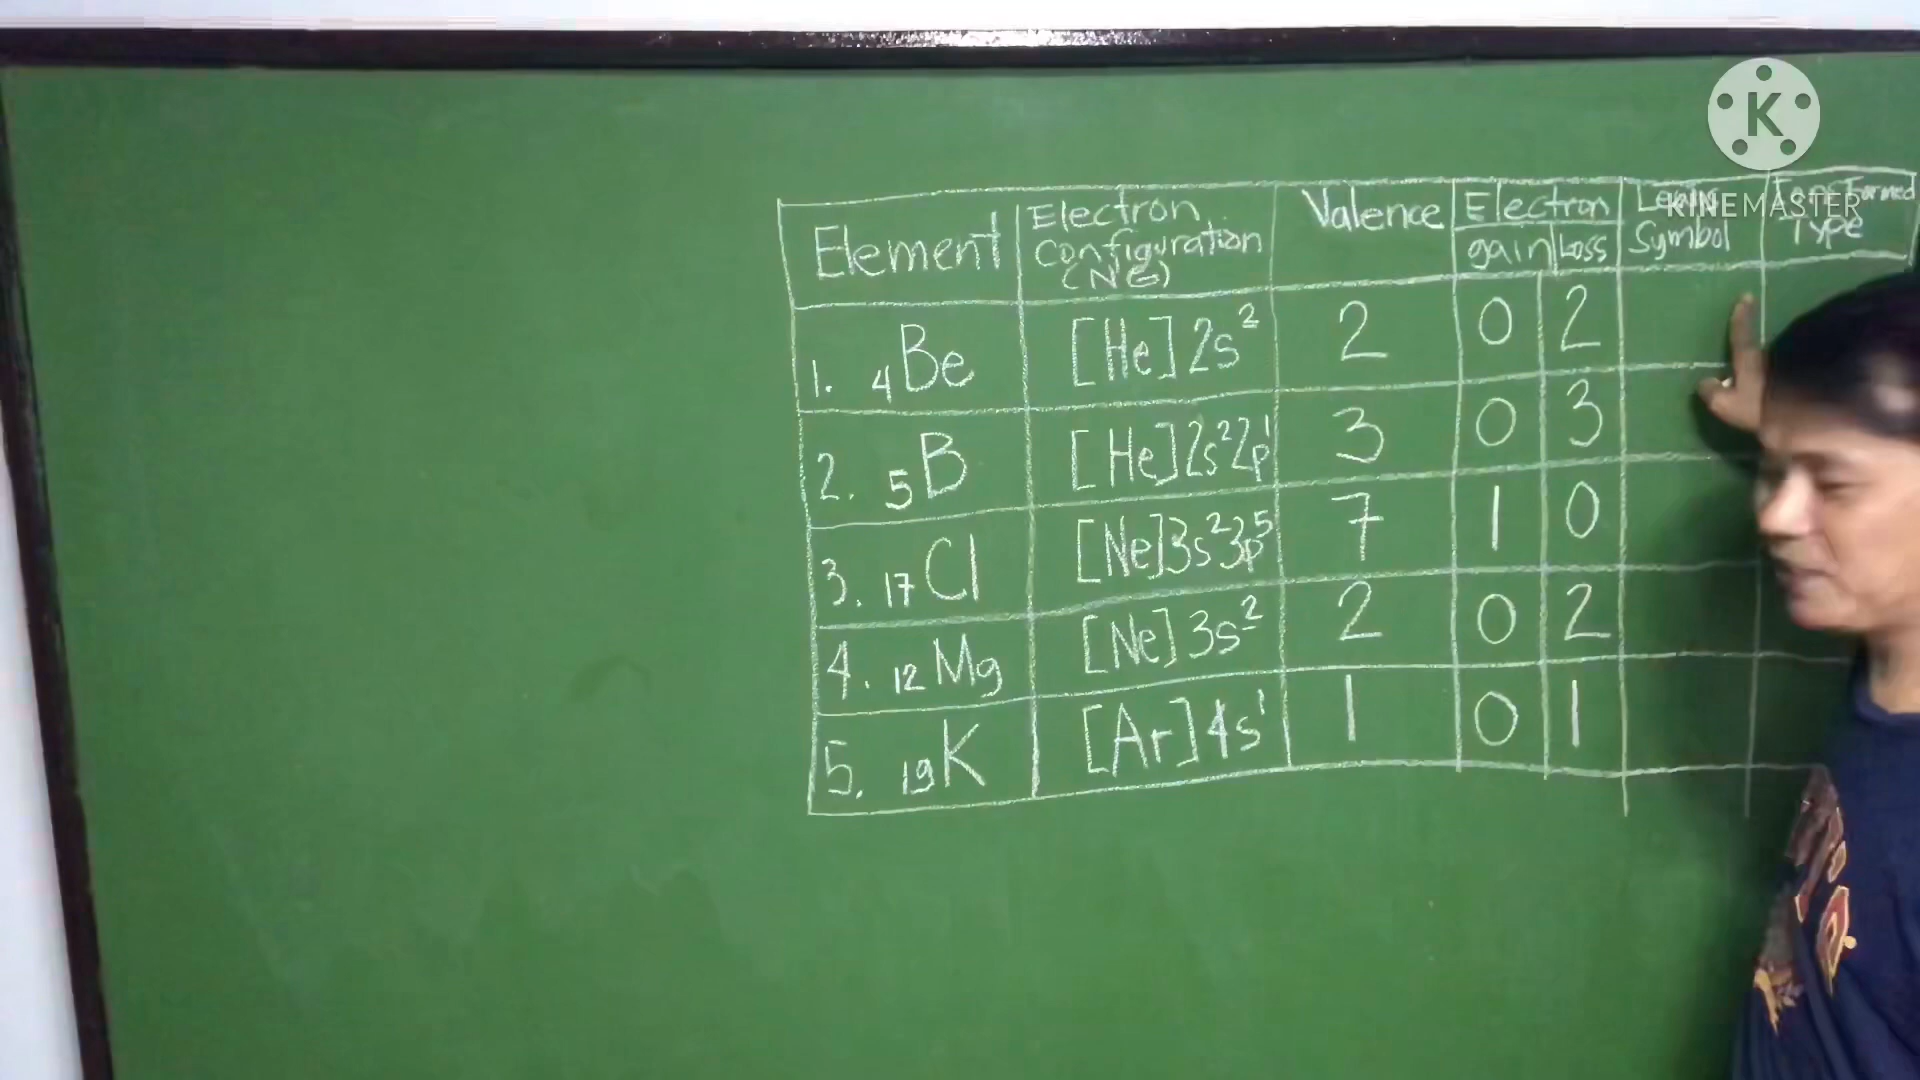 K
KINEMASTER
Element
Electron
Configuration
(NG)
Valence
Electron
gain Loss
Symbol
Type
1. ₄Be [He] 2s² 2 0 2
2. ₅B [He] 2s²2p¹ 3 0 3
3. ₁₇Cl [Ne] 3s²3p⁵ 7 1 0
4. ₁₂Mg [Ne] 3s² 2 0 2
5. ₁₉K [Ar] 4s¹ 1 0 1